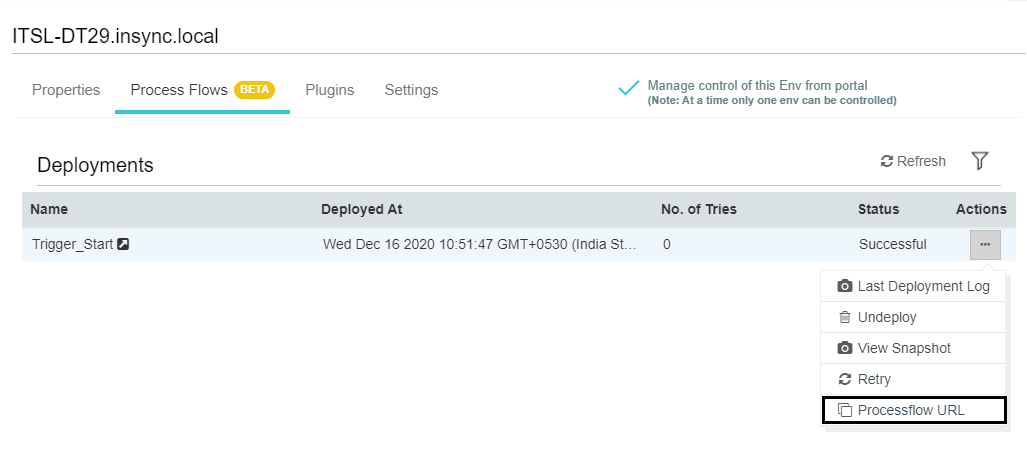 ITSL-DT29.insync.local
Properties Process Flows BETA Plugins Settings
Manage control of this Env from portal
(Note: At a time only one env can be controlled)
Deployments
Refresh
Name Deployed At No. of Tries Status Actions
Trigger_Start Wed Dec 16 2020 10:51:47 GMT+0530 (India St... 0 Successful
Last Deployment Log
Undeploy
View Snapshot
Retry
Processflow URL